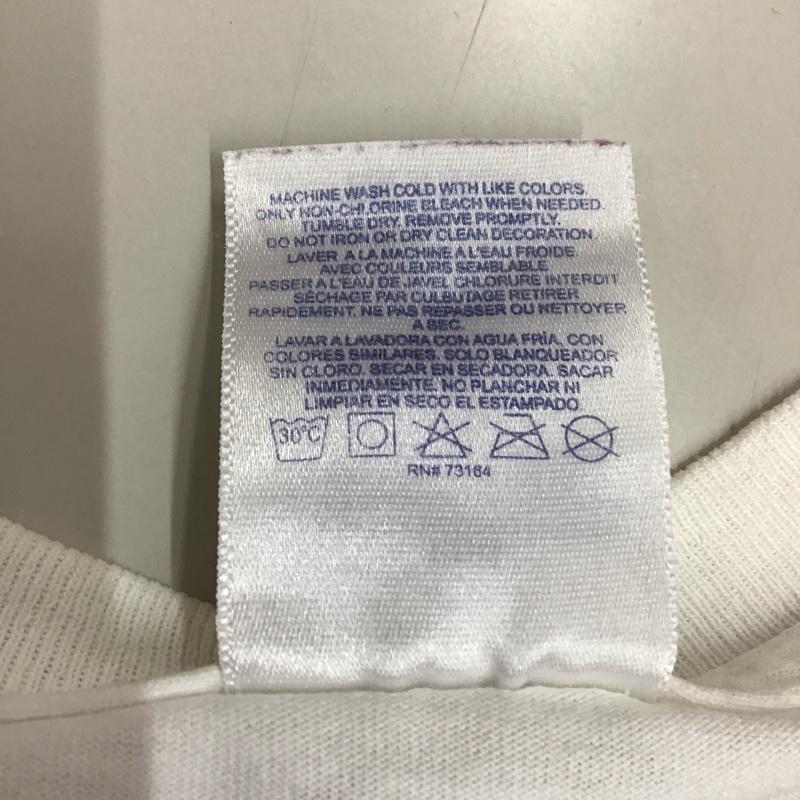 MACHINE WASH COLD WITH LIKE COLORS.
ONLY NON-CHLORINE BLEACH WHEN NEEDED.
TUMBLE DRY. REMOVE PROMPTLY.
DO NOT IRON OR DRY CLEAN DECORATION.
LAVER A LA MACHINE A L'EAU FROIDE
AVEC COULEURS SEMBLABLE
PASSER A L'EAU DE JAVEL CHLORURE INTERDIT
SÉCHAGE PAR CULBUTAGE RETIRER
RAPIDEMENT. NE PAS REPASSER OU NETTOYER
A SEC.
LAVAR A LAVADORA CON AGUA FRÍA, CON
COLORES SIMILARES. SOLO BLANQUEADOR
SIN CLORO. SECAR EN SECADORA. SACAR
INMEDIAMENTE. NO PLANCHAR NI
LIMPIAR EN SECO EL ESTAMPADO
30°C
RN# 73164